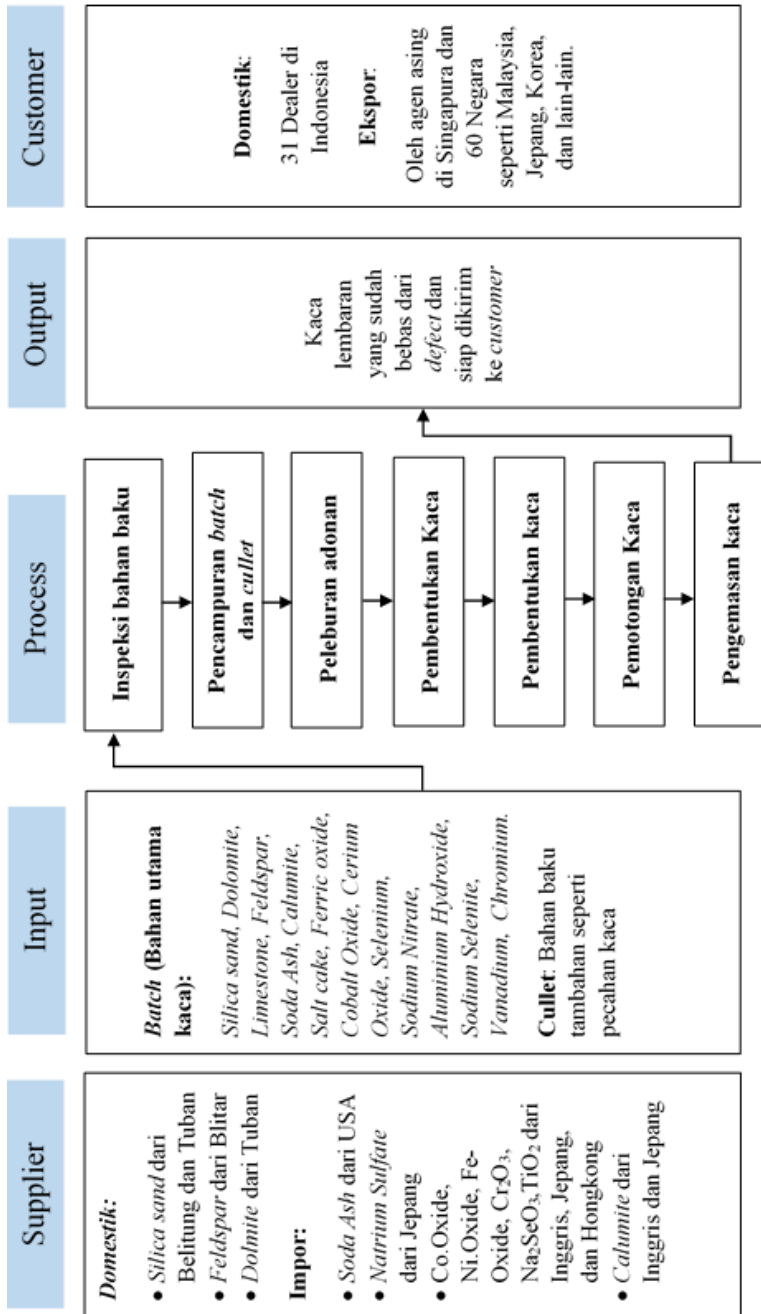 Supplier
Domestik:
• Silica sand dari
Belitung dan Tuban
• Feldspar dari Blitar
• Dolmite dari Tuban
Impor:
• Soda Ash dari USA
• Natrium Sulfate
dari Jepang
• Co.Oxide,
Ni.Oxide, Fe-
Oxide, Cr₂O₃,
Na₂SeO₃,TiO₂ dari
Inggris, Jepang,
dan Hongkong
• Calumite dari
Inggris dan Jepang
Input
Batch (Bahan utama
kaca):
Silica sand, Dolomite,
Limestone, Feldspar,
Soda Ash, Calumite,
Salt cake, Ferric oxide,
Cobalt Oxide, Cerium
Oxide, Selenium,
Sodium Nitrate,
Aluminium Hydroxide,
Sodium Selenite,
Vanadium, Chromium.
Cullet: Bahan baku
tambahan seperti
pecahan kaca
Process
Inspeksi bahan baku
Pencampuran batch
dan cullet
Peleburan adonan
Pembentukan Kaca
Pembentukan kaca
Pemotongan Kaca
Pengemasan kaca
Output
Kaca
lembaran
yang sudah
bebas dari
defect dan
siap dikirim
ke customer
Customer
Domestik:
31 Dealer di
Indonesia
Ekspor:
Oleh agen asing
di Singapura dan
60 Negara
seperti Malaysia,
Jepang, Korea,
dan lain-lain.